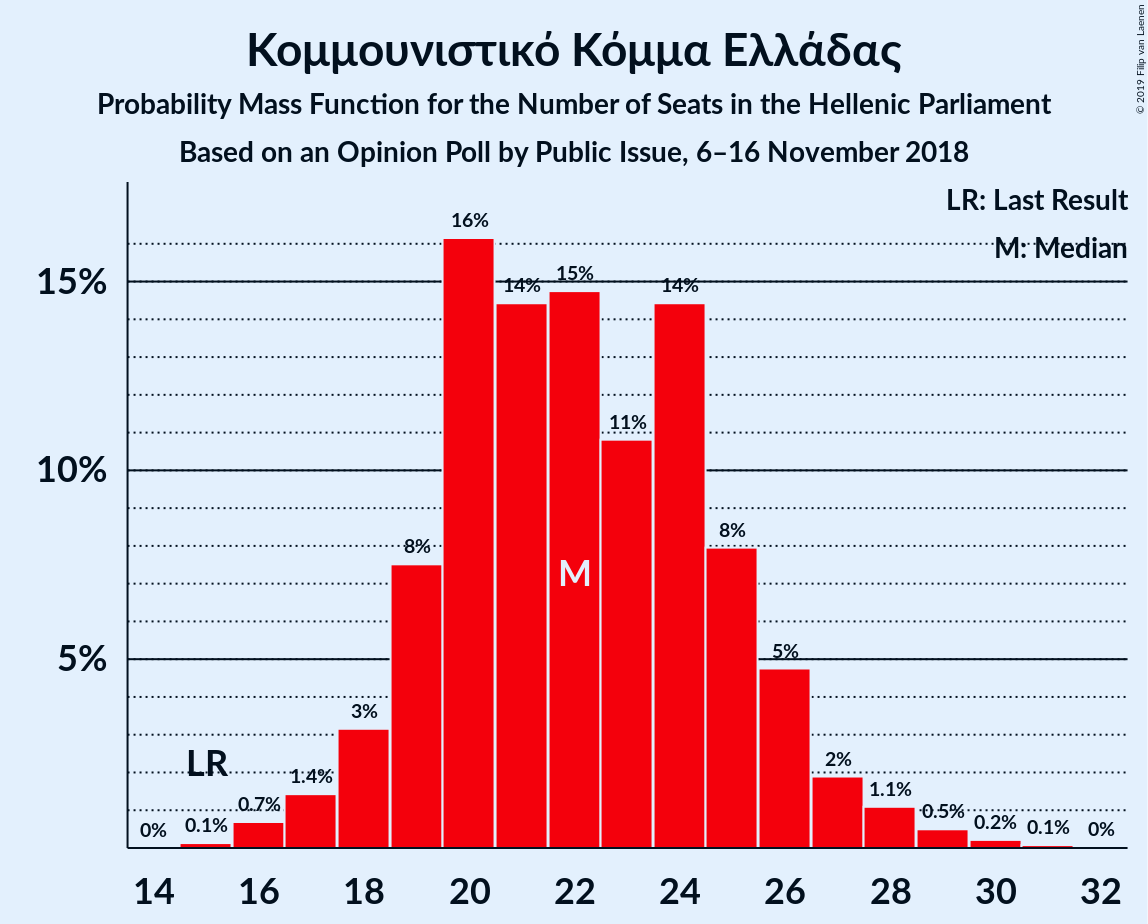 Κομμουνιστικό Κόμμα Ελλάδας
Probability Mass Function for the Number of Seats in the Hellenic Parliament
Based on an Opinion Poll by Public Issue, 6–16 November 2018
© 2019 Filip van Laenen
LR: Last Result
M: Median
15%
10%
5%
0%
0.1%
0.7%
1.4%
3%
8%
16%
14%
15%
11%
14%
8%
5%
2%
1.1%
0.5%
0.2%
0.1%
0%
LR
M
14 16 18 20 22 24 26 28 30 32